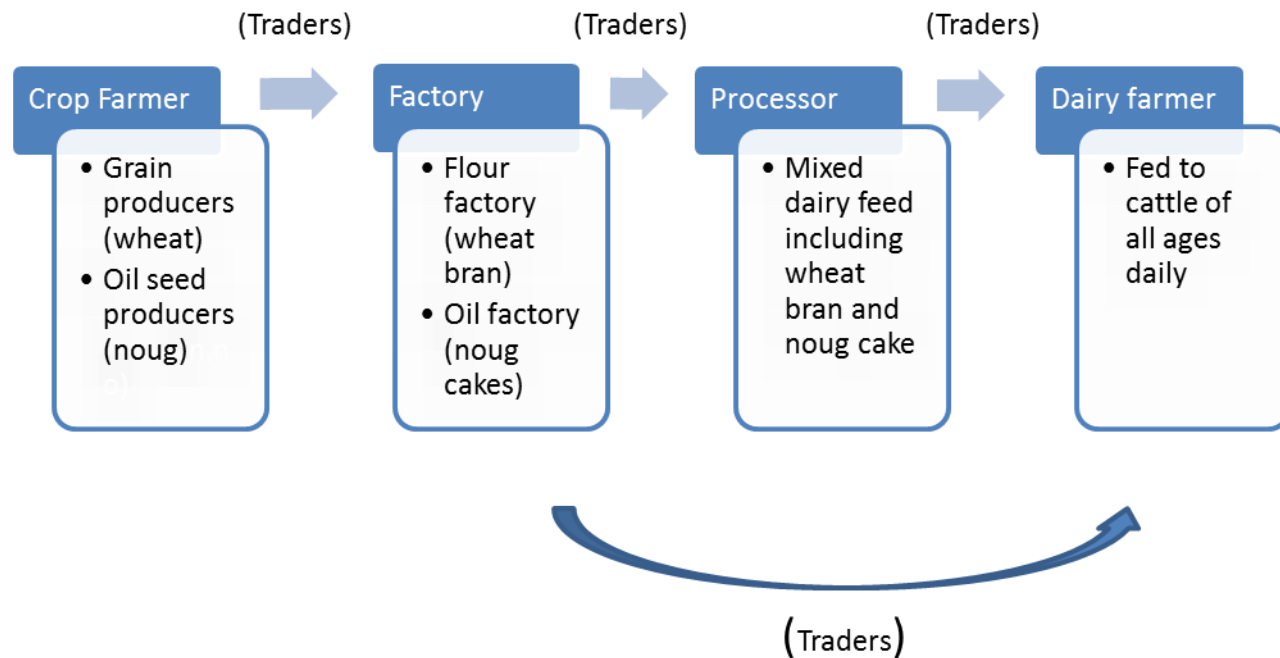 (Traders)
(Traders)
(Traders)
Crop Farmer
• Grain
producers
(wheat)
• Oil seed
producers
(noug)
Factory
• Flour
factory
(wheat
bran)
• Oil factory
(noug
cakes)
Processor
• Mixed
dairy feed
including
wheat
bran and
noug cake
Dairy farmer
• Fed to
cattle of
all ages
daily
(Traders)